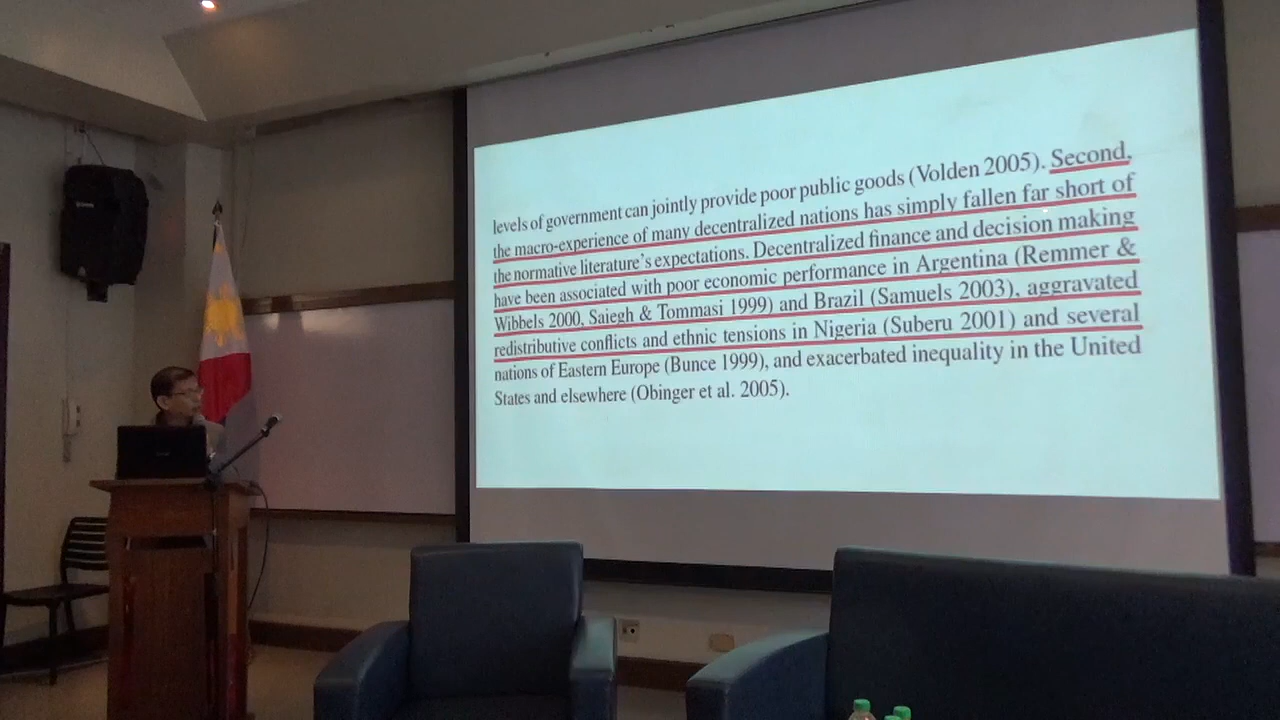 levels of government can jointly provide poor public goods (Volden 2005). Second,
the macro-experience of many decentralized nations has simply fallen far short of
the normative literature's expectations. Decentralized finance and decision making
have been associated with poor economic performance in Argentina (Remmer &
Wibbels 2000, Saiegh & Tommasi 1999) and Brazil (Samuels 2003), aggravated
redistributive conflicts and ethnic tensions in Nigeria (Suberu 2001) and several
nations of Eastern Europe (Bunce 1999), and exacerbated inequality in the United
States and elsewhere (Obinger et al. 2005).